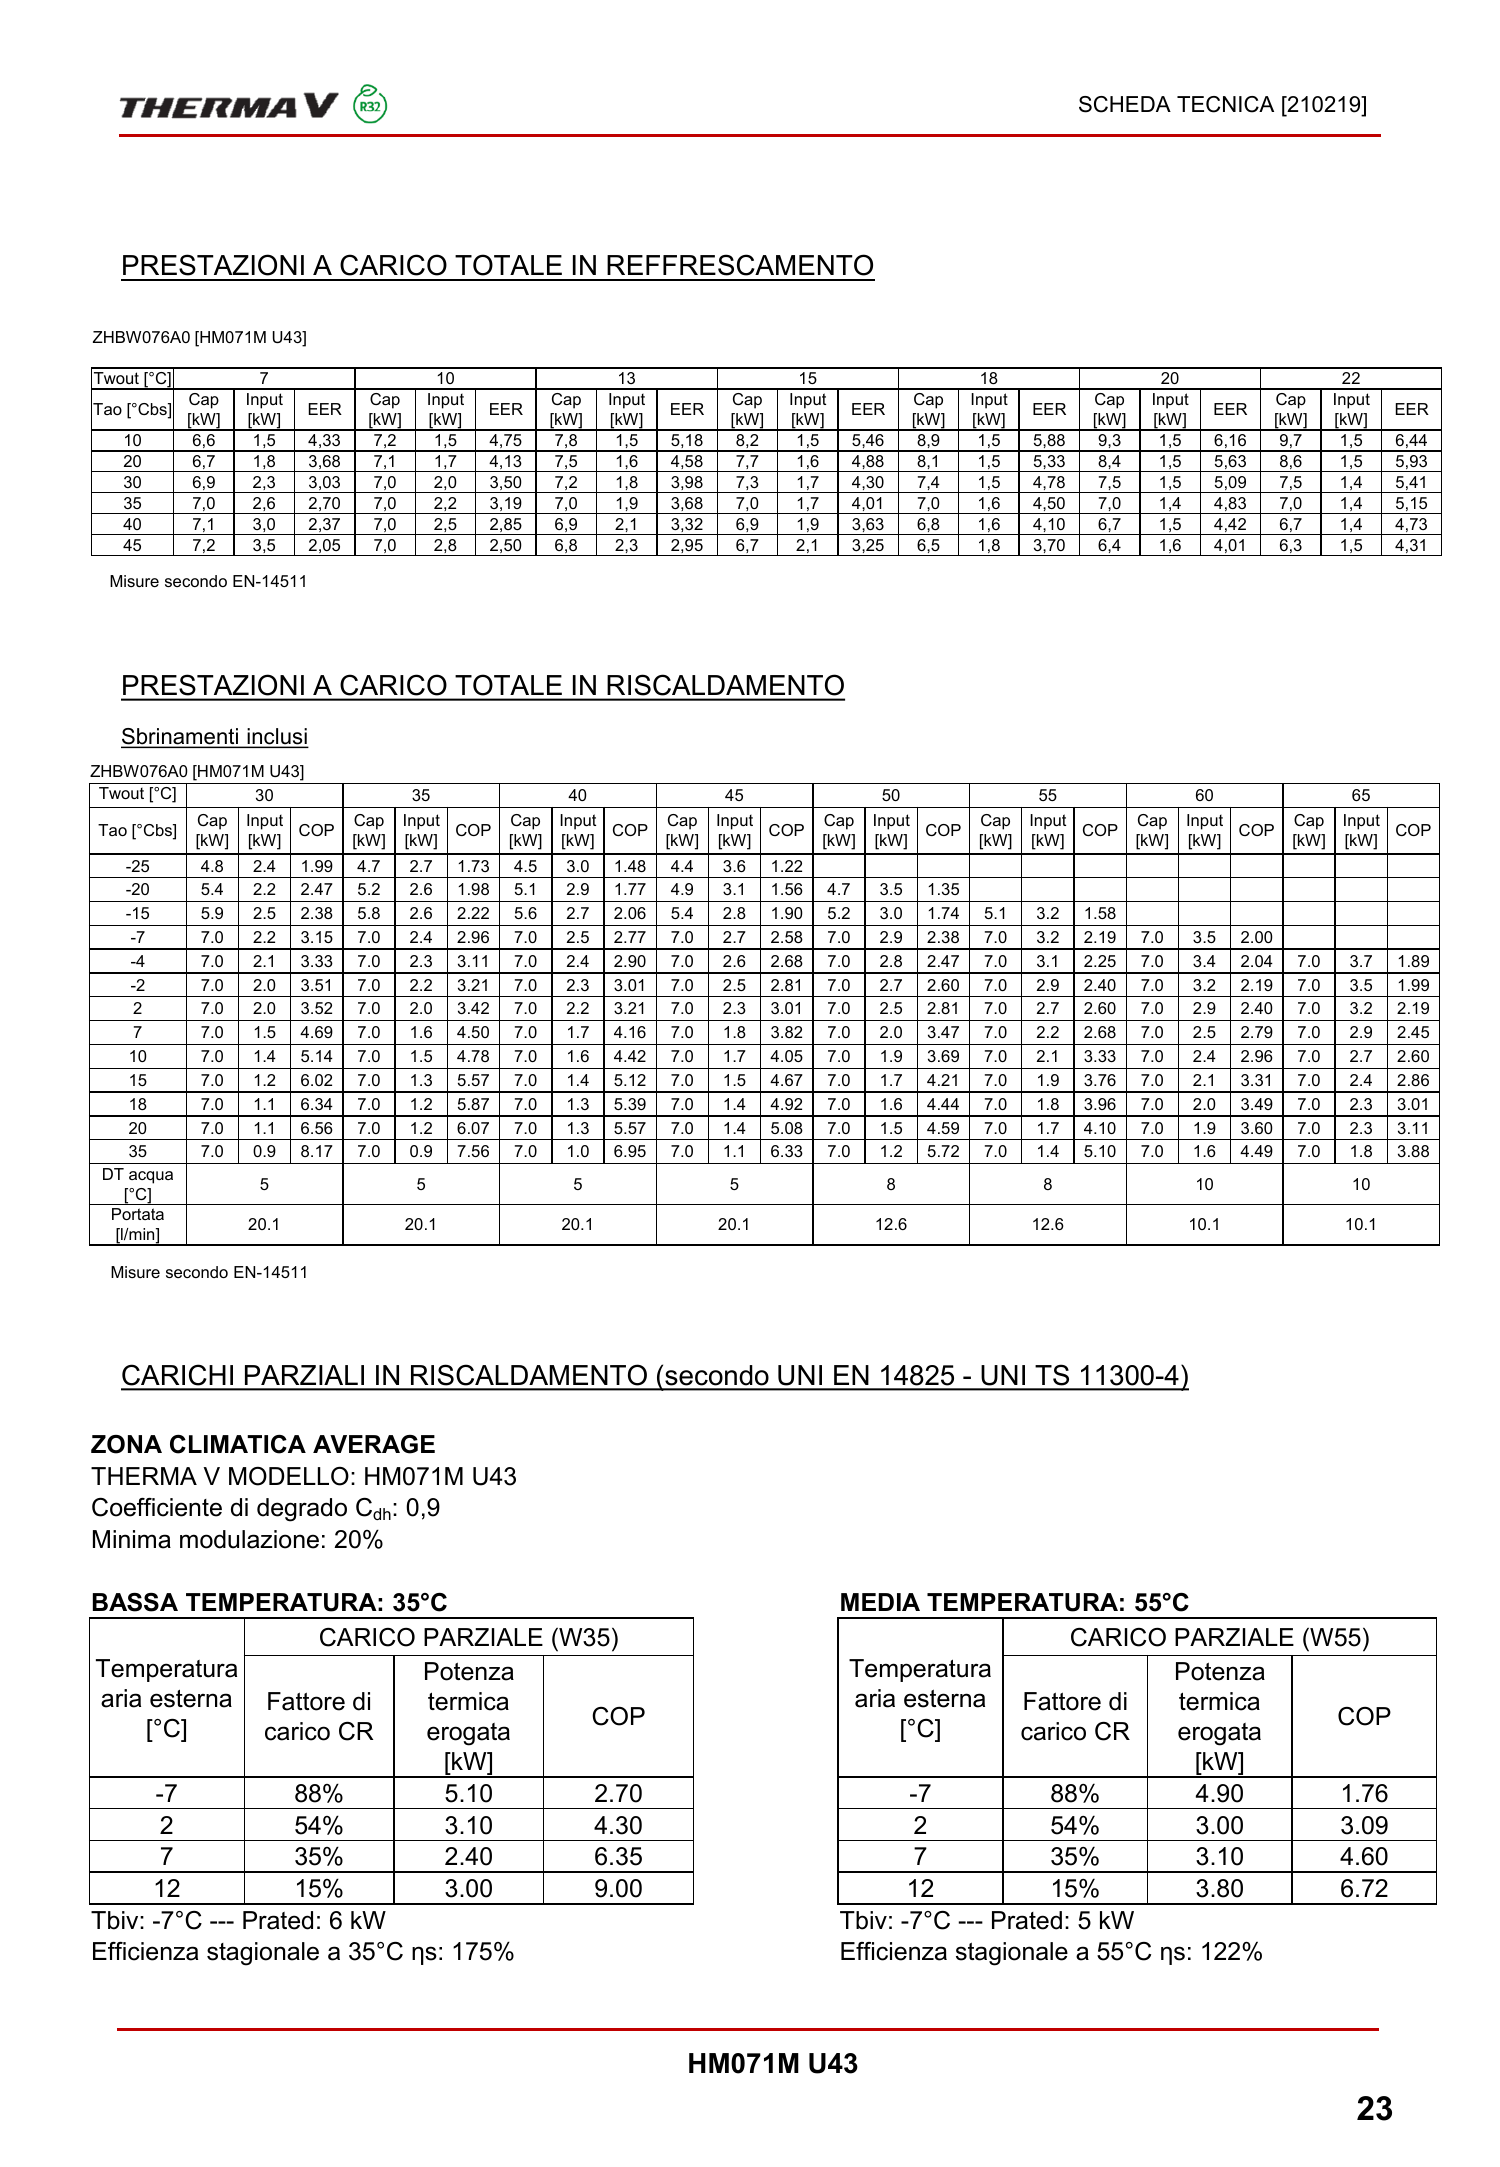 THERMA V R32
SCHEDA TECNICA [210219]
PRESTAZIONI A CARICO TOTALE IN REFFRESCAMENTO
ZHBW076A0 [HM071M U43]
Twout [°C] 7 10 13 15 18 20 22
Tao [°Cbs] Cap [kW] Input [kW] EER Cap [kW] Input [kW] EER Cap [kW] Input [kW] EER Cap [kW] Input [kW] EER Cap [kW] Input [kW] EER Cap [kW] Input [kW] EER Cap [kW] Input [kW] EER
10 6,6 1,5 4,33 7,2 1,5 4,75 7,8 1,5 5,18 8,2 1,5 5,46 8,9 1,5 5,88 9,3 1,5 6,16 9,7 1,5 6,44
20 6,7 1,8 3,68 7,1 1,7 4,13 7,5 1,6 4,58 7,7 1,6 4,88 8,1 1,5 5,33 8,4 1,5 5,63 8,6 1,5 5,93
30 6,9 2,3 3,03 7,0 2,0 3,50 7,2 1,8 3,98 7,3 1,7 4,30 7,4 1,5 4,78 7,5 1,5 5,09 7,5 1,4 5,41
35 7,0 2,6 2,70 7,0 2,2 3,19 7,0 1,9 3,68 7,0 1,7 4,01 7,0 1,6 4,50 7,0 1,4 4,83 7,0 1,4 5,15
40 7,1 3,0 2,37 7,0 2,5 2,85 6,9 2,1 3,32 6,9 1,9 3,63 6,8 1,6 4,10 6,7 1,5 4,42 6,7 1,4 4,73
45 7,2 3,5 2,05 7,0 2,8 2,50 6,8 2,3 2,95 6,7 2,1 3,25 6,5 1,8 3,70 6,4 1,6 4,01 6,3 1,5 4,31
Misure secondo EN-14511
PRESTAZIONI A CARICO TOTALE IN RISCALDAMENTO
Sbrinamenti inclusi
ZHBW076A0 [HM071M U43]
Twout [°C] 30 35 40 45 50 55 60 65
Tao [°Cbs] Cap [kW] Input [kW] COP Cap [kW] Input [kW] COP Cap [kW] Input [kW] COP Cap [kW] Input [kW] COP Cap [kW] Input [kW] COP Cap [kW] Input [kW] COP Cap [kW] Input [kW] COP Cap [kW] Input [kW] COP
-25 4.8 2.4 1.99 4.7 2.7 1.73 4.5 3.0 1.48 4.4 3.6 1.22
-20 5.4 2.2 2.47 5.2 2.6 1.98 5.1 2.9 1.77 4.9 3.1 1.56 4.7 3.5 1.35
-15 5.9 2.5 2.38 5.8 2.6 2.22 5.6 2.7 2.06 5.4 2.8 1.90 5.2 3.0 1.74 5.1 3.2 1.58
-7 7.0 2.2 3.15 7.0 2.4 2.96 7.0 2.5 2.77 7.0 2.7 2.58 7.0 2.9 2.38 7.0 3.2 2.19 7.0 3.5 2.00
-4 7.0 2.1 3.33 7.0 2.3 3.11 7.0 2.4 2.90 7.0 2.6 2.68 7.0 2.8 2.47 7.0 3.1 2.25 7.0 3.4 2.04 7.0 3.7 1.89
-2 7.0 2.0 3.51 7.0 2.2 3.21 7.0 2.3 3.01 7.0 2.5 2.81 7.0 2.7 2.60 7.0 2.9 2.40 7.0 3.2 2.19 7.0 3.5 1.99
2 7.0 2.0 3.52 7.0 2.0 3.42 7.0 2.2 3.21 7.0 2.3 3.01 7.0 2.5 2.81 7.0 2.7 2.60 7.0 2.9 2.40 7.0 3.2 2.19
7 7.0 1.5 4.69 7.0 1.6 4.50 7.0 1.7 4.16 7.0 1.8 3.82 7.0 2.0 3.47 7.0 2.2 2.68 7.0 2.5 2.79 7.0 2.9 2.45
10 7.0 1.4 5.14 7.0 1.5 4.78 7.0 1.6 4.42 7.0 1.7 4.05 7.0 1.9 3.69 7.0 2.1 3.33 7.0 2.4 2.96 7.0 2.7 2.60
15 7.0 1.2 6.02 7.0 1.3 5.57 7.0 1.4 5.12 7.0 1.5 4.67 7.0 1.7 4.21 7.0 1.9 3.76 7.0 2.1 3.31 7.0 2.4 2.86
18 7.0 1.1 6.34 7.0 1.2 5.87 7.0 1.3 5.39 7.0 1.4 4.92 7.0 1.6 4.44 7.0 1.8 3.96 7.0 2.0 3.49 7.0 2.3 3.01
20 7.0 1.1 6.56 7.0 1.2 6.07 7.0 1.3 5.57 7.0 1.4 5.08 7.0 1.5 4.59 7.0 1.7 4.10 7.0 1.9 3.60 7.0 2.3 3.11
35 7.0 0.9 8.17 7.0 0.9 7.56 7.0 1.0 6.95 7.0 1.1 6.33 7.0 1.2 5.72 7.0 1.4 5.10 7.0 1.6 4.49 7.0 1.8 3.88
DT acqua [°C] 5 5 5 5 8 8 10 10
Portata [l/min] 20.1 20.1 20.1 20.1 12.6 12.6 10.1 10.1
Misure secondo EN-14511
CARICHI PARZIALI IN RISCALDAMENTO (secondo UNI EN 14825 - UNI TS 11300-4)
ZONA CLIMATICA AVERAGE
THERMA V MODELLO: HM071M U43
Coefficiente di degrado Cdh: 0,9
Minima modulazione: 20%
BASSA TEMPERATURA: 35°C
CARICO PARZIALE (W35)
Temperatura aria esterna [°C] Fattore di carico CR Potenza termica erogata [kW] COP
-7 88% 5.10 2.70
2 54% 3.10 4.30
7 35% 2.40 6.35
12 15% 3.00 9.00
Tbiv: -7°C --- Prated: 6 kW
Efficienza stagionale a 35°C ηs: 175%
MEDIA TEMPERATURA: 55°C
CARICO PARZIALE (W55)
Temperatura aria esterna [°C] Fattore di carico CR Potenza termica erogata [kW] COP
-7 88% 4.90 1.76
2 54% 3.00 3.09
7 35% 3.10 4.60
12 15% 3.80 6.72
Tbiv: -7°C --- Prated: 5 kW
Efficienza stagionale a 55°C ηs: 122%
HM071M U43
23